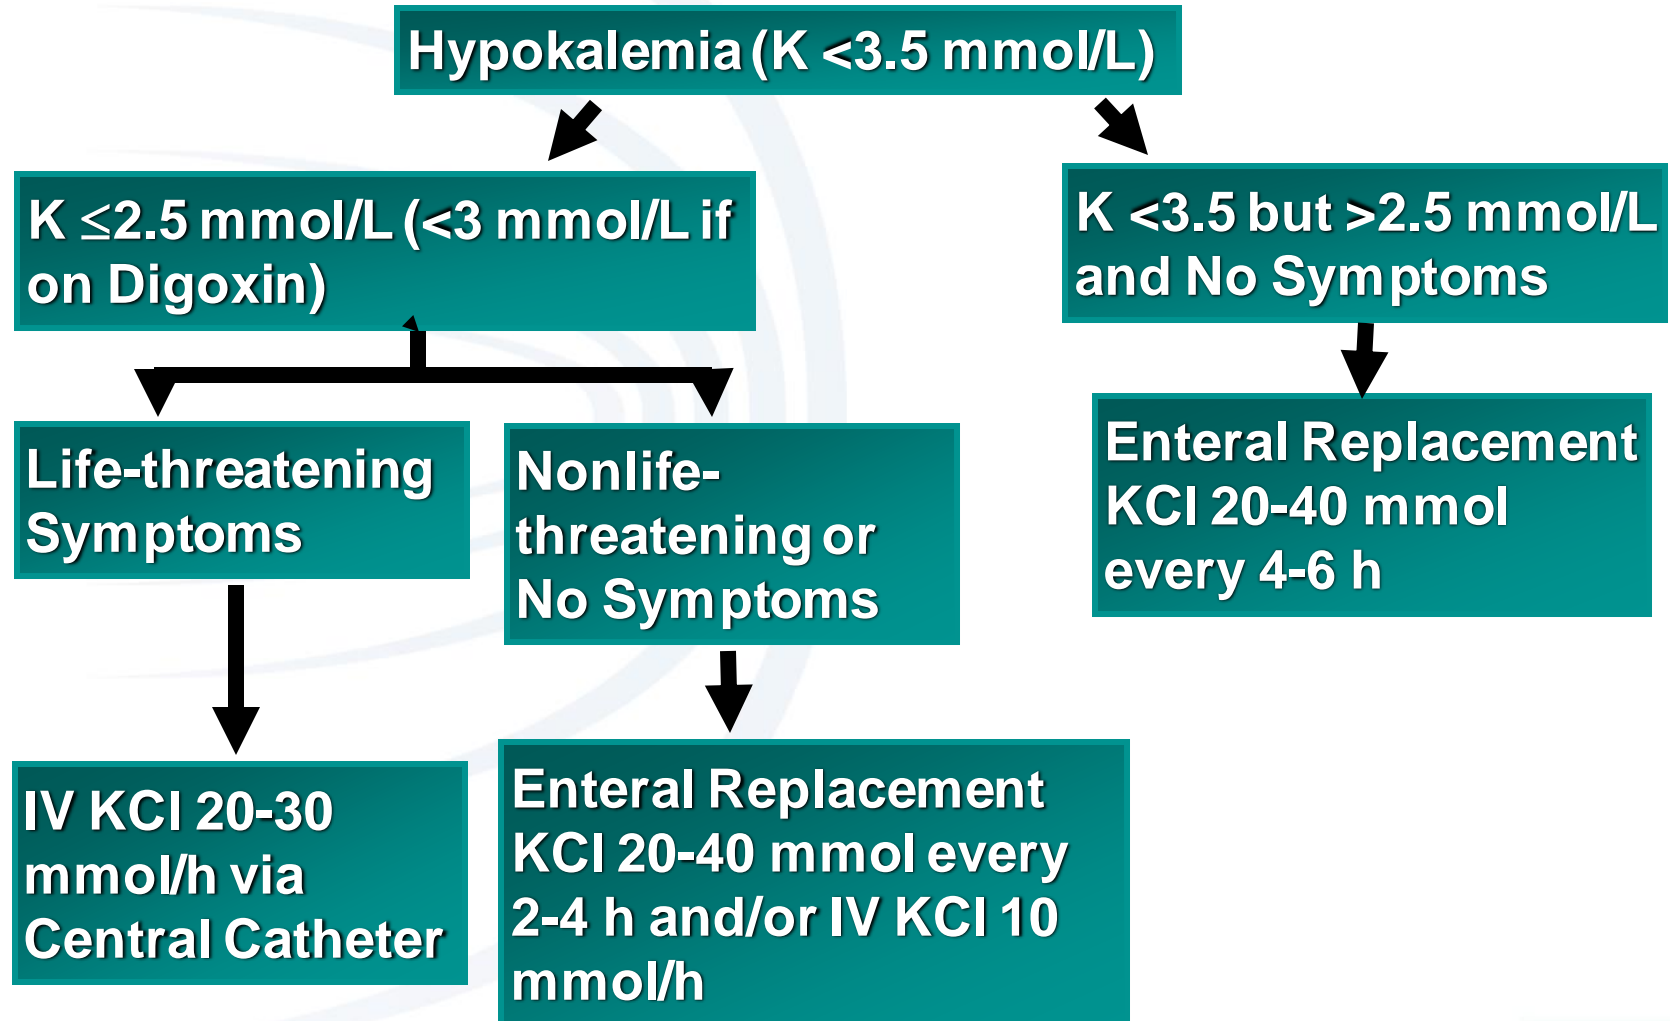 Hypokalemia (K <3.5 mmol/L)
K ≤2.5 mmol/L (<3 mmol/L if
on Digoxin)
K <3.5 but >2.5 mmol/L
and No Symptoms
Life-threatening
Symptoms
Nonlife-
threatening or
No Symptoms
Enteral Replacement
KCl 20-40 mmol
every 4-6 h
IV KCl 20-30
mmol/h via
Central Catheter
Enteral Replacement
KCl 20-40 mmol every
2-4 h and/or IV KCl 10
mmol/h